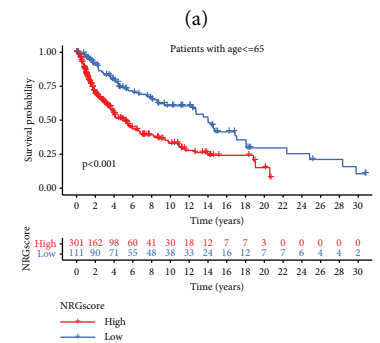 (a)
Patients with age<=65
Survival probability
1.00
0.75
0.50
0.25
0.00
p<0.001
0 2 4 6 8 10 12 14 16 18 20 22 24 26 28 30
Time (years)
NRGscore
High 301 162 98 60 41 30 18 12 7 7 3 0 0 0 0 0
Low 111 90 71 55 48 38 33 24 16 12 7 7 6 4 4 2
0 2 4 6 8 10 12 14 16 18 20 22 24 26 28 30
Time (years)
NRGscore
High
Low